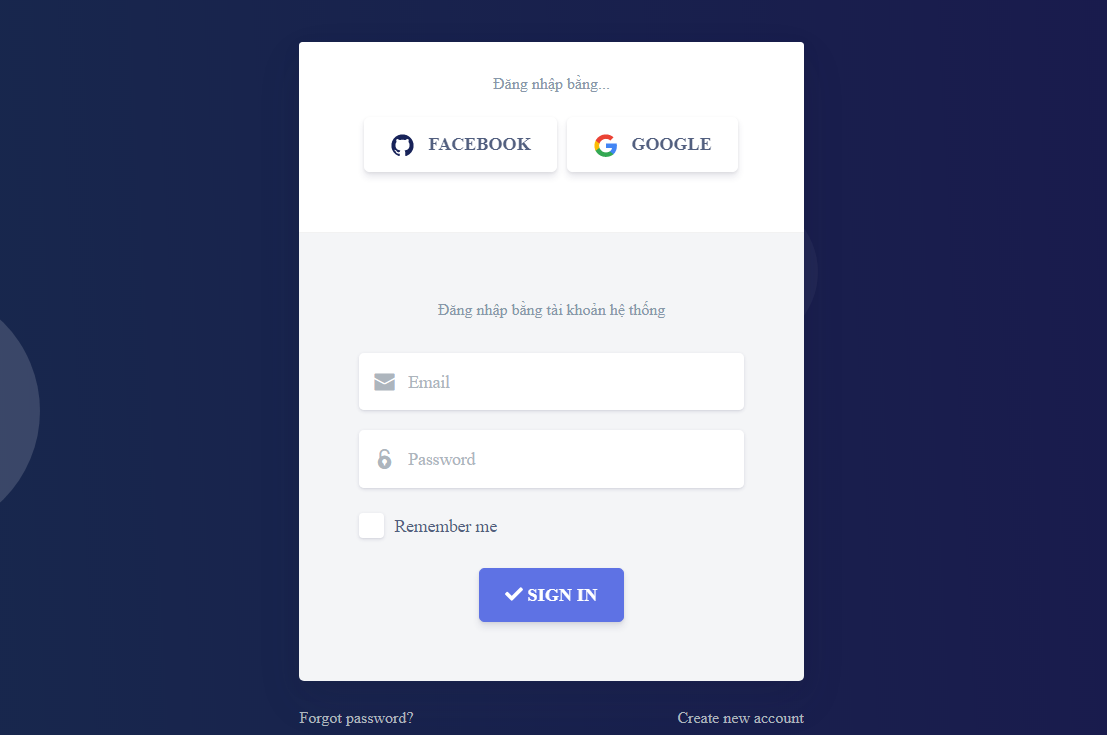 Đăng nhập bằng...
FACEBOOK GOOGLE
Đăng nhập bằng tài khoản hệ thống
Email
Password
Remember me
SIGN IN
Forgot password? Create new account